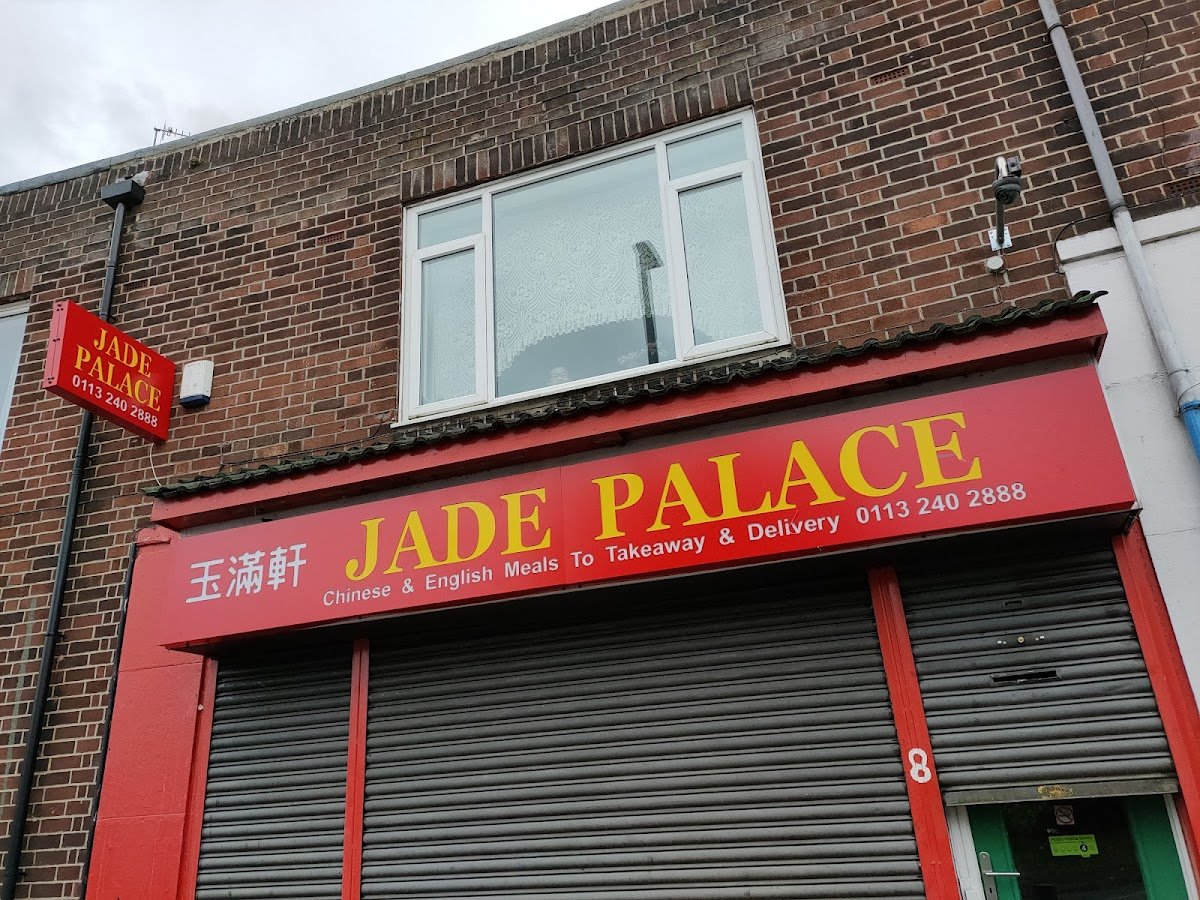 JADE
PALACE
0113 240 2888
玉滿軒
JADE PALACE
Chinese & English Meals To Takeaway & Delivery 0113 240 2888
8